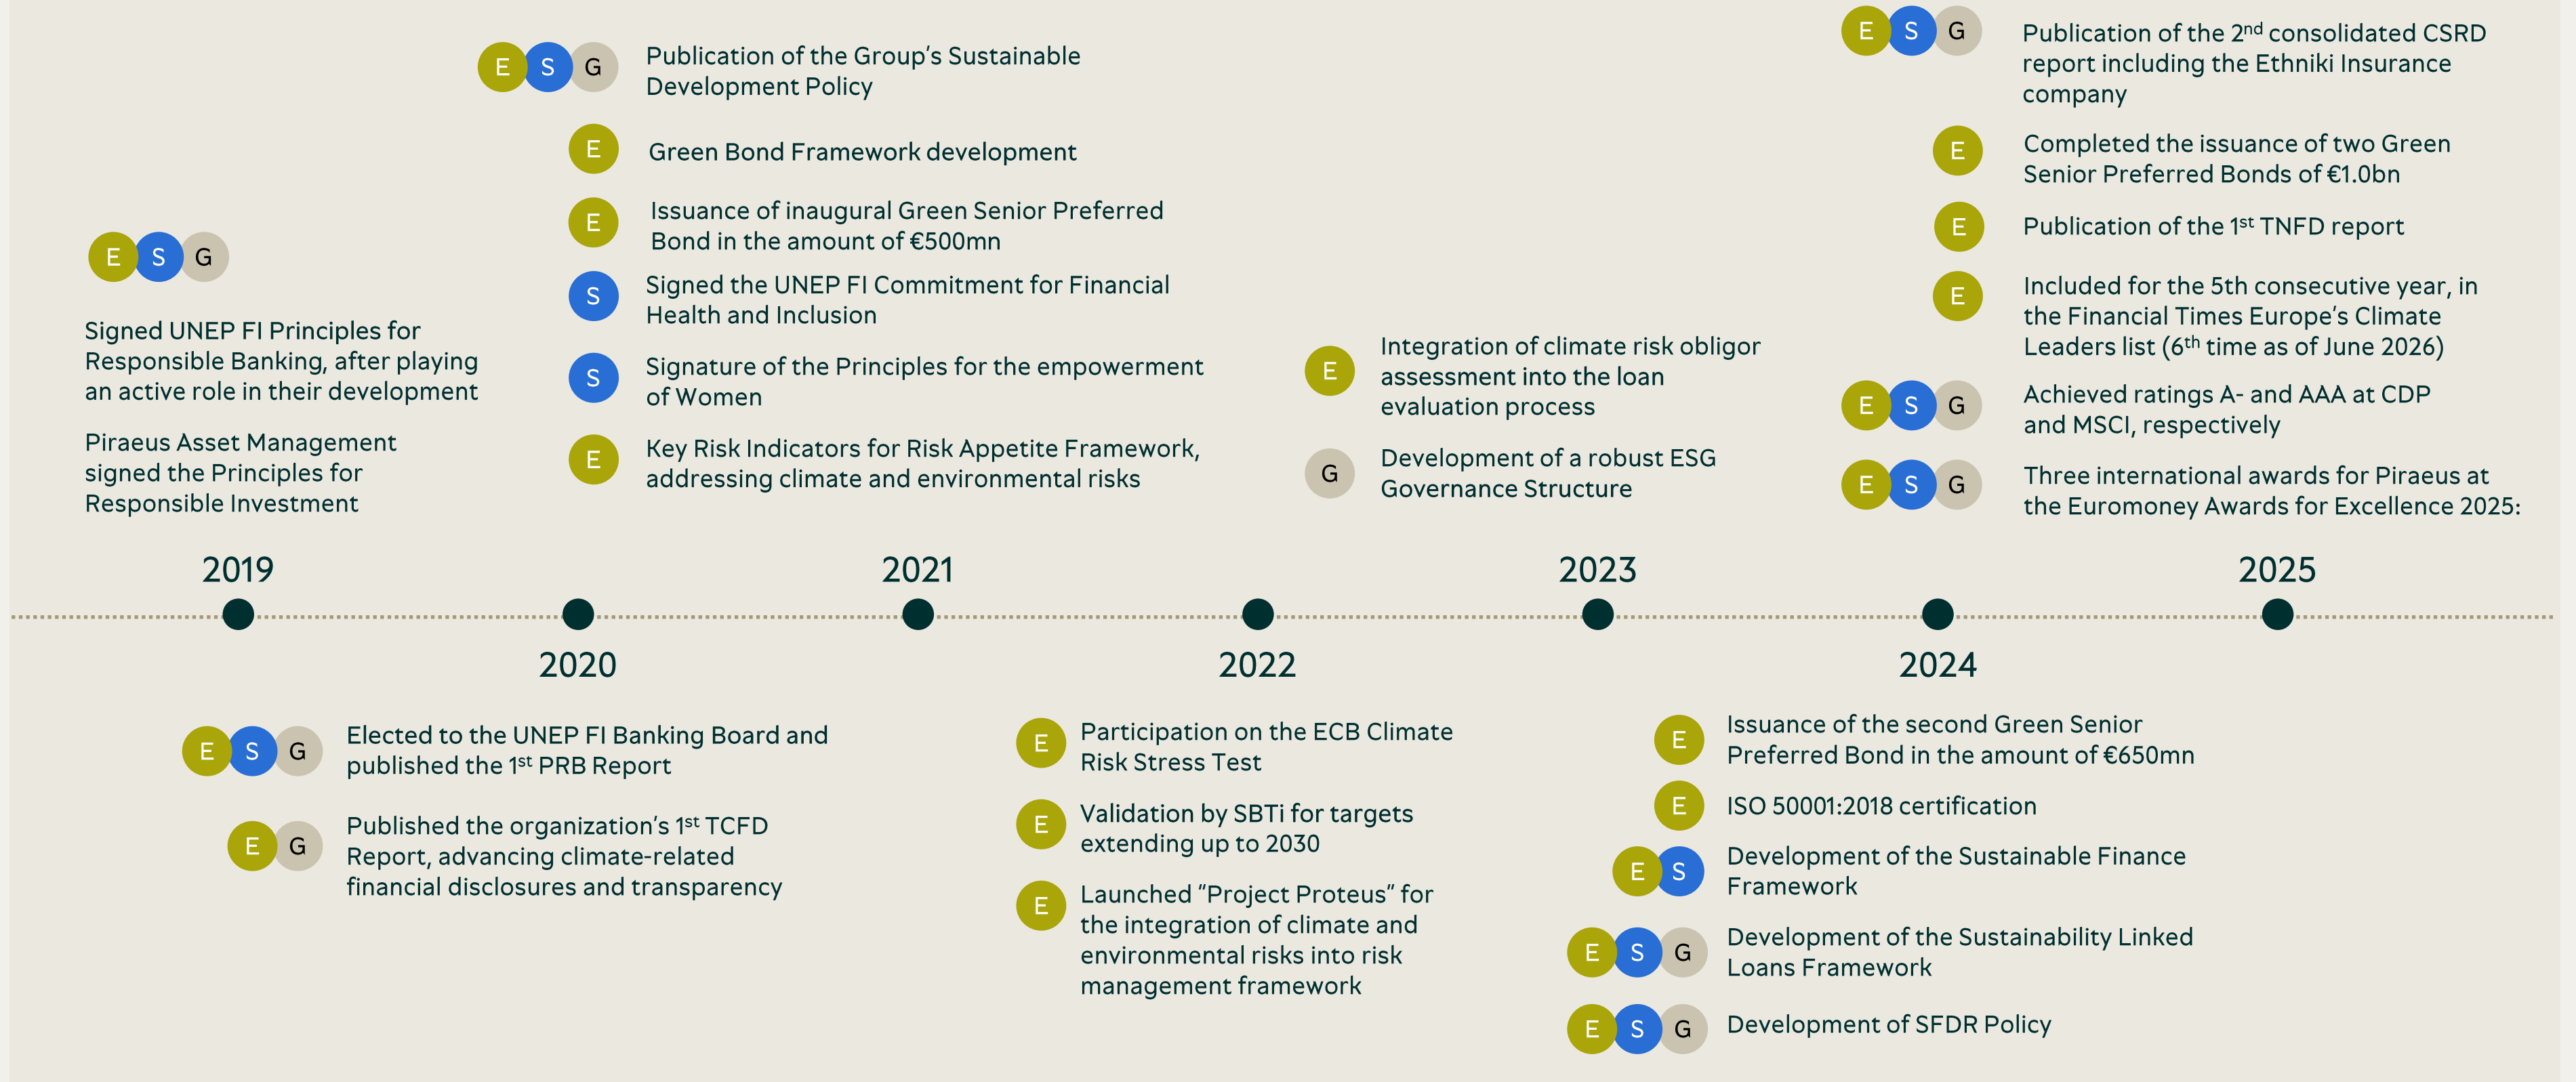 E S G
Signed UNEP FI Principles for
Responsible Banking, after playing
an active role in their development
Piraeus Asset Management
signed the Principles for
Responsible Investment
2019
2020
E S G
Elected to the UNEP FI Banking Board and
published the 1st PRB Report
E G
Published the organization's 1st TCFD
Report, advancing climate-related
financial disclosures and transparency
E S G
Publication of the Group's Sustainable
Development Policy
E
Green Bond Framework development
E
Issuance of inaugural Green Senior Preferred
Bond in the amount of €500mn
S
Signed the UNEP FI Commitment for Financial
Health and Inclusion
S
Signature of the Principles for the empowerment
of Women
E
Key Risk Indicators for Risk Appetite Framework,
addressing climate and environmental risks
2021
2022
E
Participation on the ECB Climate
Risk Stress Test
E
Validation by SBTi for targets
extending up to 2030
E
Launched “Project Proteus” for
the integration of climate and
environmental risks into risk
management framework
E
Integration of climate risk obligor
assessment into the loan
evaluation process
G
Development of a robust ESG
Governance Structure
2023
2024
E
Issuance of the second Green Senior
Preferred Bond in the amount of €650mn
E
ISO 50001:2018 certification
E S
Development of the Sustainable Finance
Framework
E S G
Development of the Sustainability Linked
Loans Framework
E S G
Development of SFDR Policy
E S G
Publication of the 2nd consolidated CSRD
report including the Ethniki Insurance
company
E
Completed the issuance of two Green
Senior Preferred Bonds of €1.0bn
E
Publication of the 1st TNFD report
E
Included for the 5th consecutive year, in
the Financial Times Europe's Climate
Leaders list (6th time as of June 2026)
E S G
Achieved ratings A- and AAA at CDP
and MSCI, respectively
E S G
Three international awards for Piraeus at
the Euromoney Awards for Excellence 2025:
2025